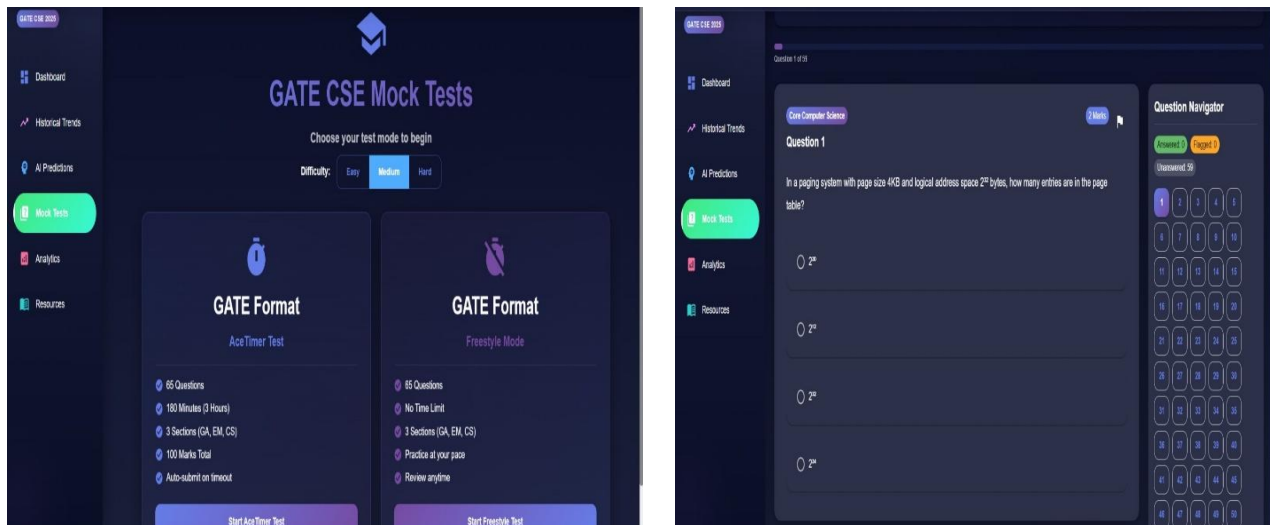 GATE CSE 2025
Dashboard
Historical Trends
AI Predictions
Mock Tests
Analytics
Resources
GATE CSE Mock Tests
Choose your test mode to begin
Difficulty: Easy Medium Hard
GATE Format
AceTimer Test
65 Questions
180 Minutes (3 Hours)
3 Sections (GA, EM, CS)
100 Marks Total
Auto-submit on timeout
Start AceTimer Test
GATE Format
Freestyle Mode
65 Questions
No Time Limit
3 Sections (GA, EM, CS)
Practice at your pace
Review anytime
Start Freestyle Test
GATE CSE 2025
Dashboard
Historical Trends
AI Predictions
Mock Tests
Analytics
Resources
Question 1 of 59
Core Computer Science
2 Marks
Question 1
In a paging system with page size 4KB and logical address space 2³² bytes, how many entries are in the page
table?
Question Navigator
Answered: 0 Flagged: 0
Unanswered: 59
1 2 3 4 5
6 7 8 9 10
11 12 13 14 15
16 17 18 19 20
21 22 23 24 25
26 27 28 29 30
31 32 33 34 35
36 37 38 39 40
41 42 43 44 45
46 47 48 49 50